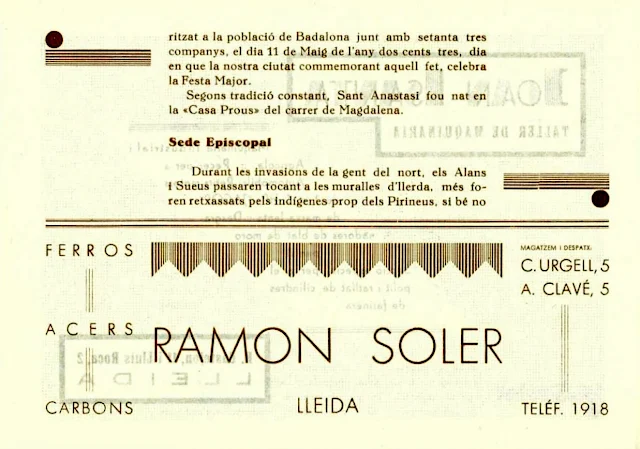 ritzat a la població de Badalona junt amb setanta tres
companys, el dia 11 de Maig de l'any dos cents tres, dia
en que la nostra ciutat commemorant aquell fet, celebra
la Festa Major.
Segons tradició constant, Sant Anastasi fou nat en
la «Casa Prous» del carrer de Magdalena.
Sede Episcopal
Durant les invasions de la gent del nort, els Alans
i Sueus passaren tocant a les muralles d'Ilerda, més fo-
ren retxassats pels indígenes prop dels Pirineus, si bé no
FERROS
ACERS
CARBONS
RAMON SOLER
LLEIDA
MAGATZEM I DESPATX:
C. URGELL, 5
A. CLAVÉ, 5
TELÉF. 1918